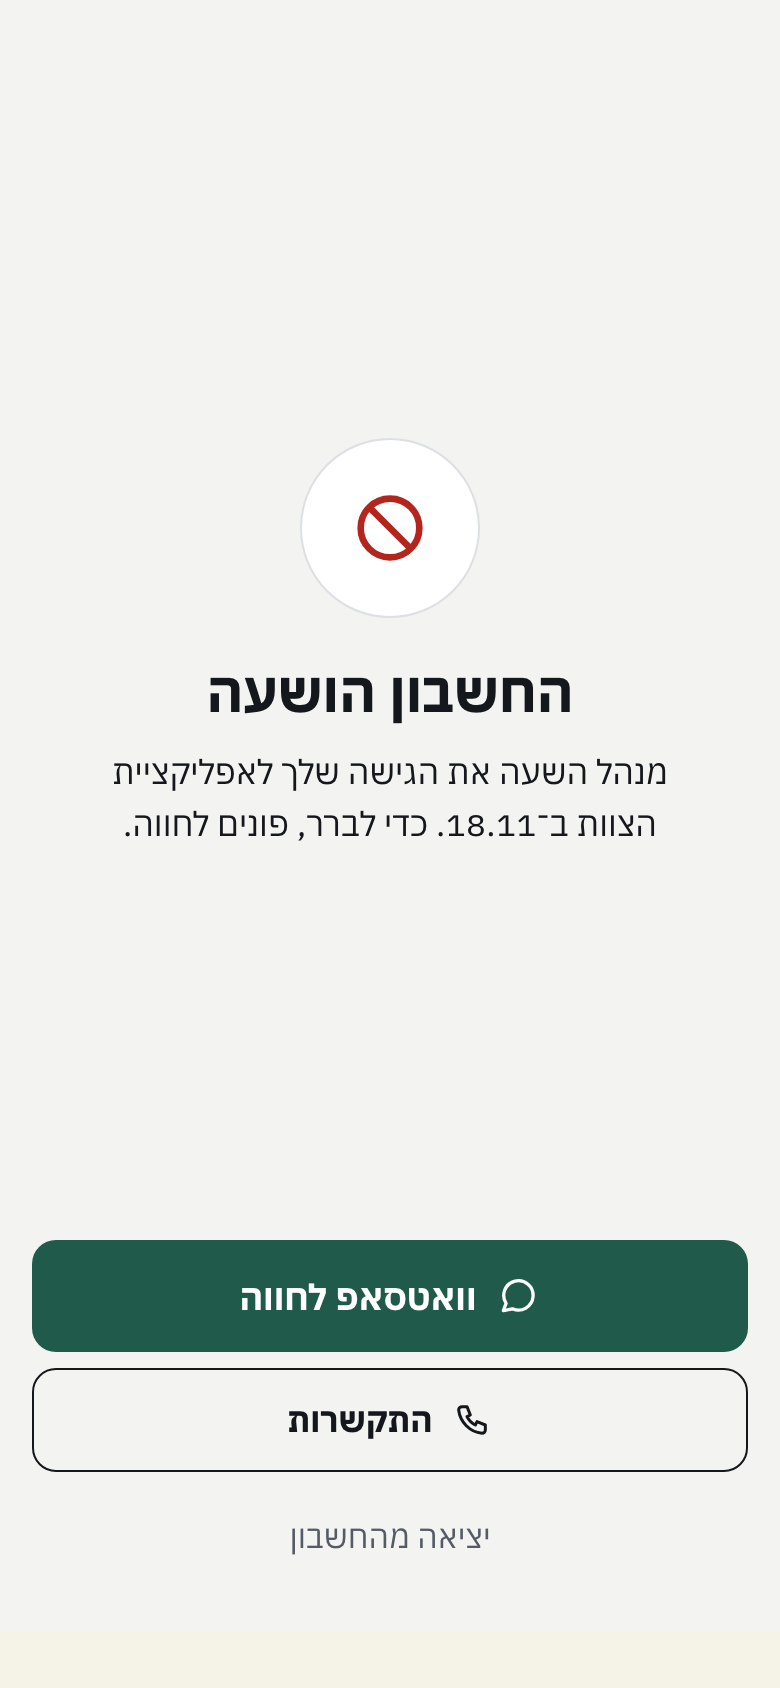 החשבון הושעה
מנהל השעה את הגישה שלך לאפליקציית
הצוות ב־18.11. כדי לברר, פונים לחווה.
וואטסאפ לחווה
התקשרות
יציאה מהחשבון